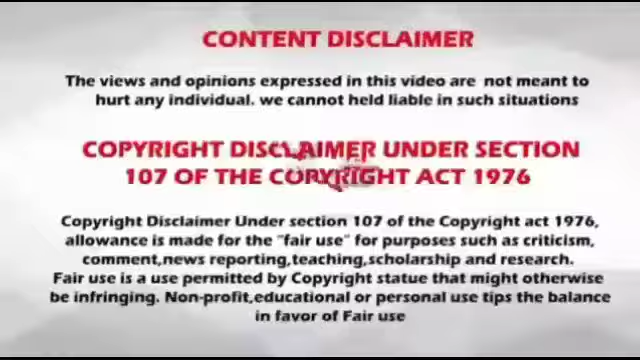 CONTENT DISCLAIMER
The views and opinions expressed in this video are not meant to
hurt any individual. we cannot held liable in such situations
COPYRIGHT DISCLAIMER UNDER SECTION
107 OF THE COPYRIGHT ACT 1976
Copyright Disclaimer Under section 107 of the Copyright act 1976,
allowance is made for the "fair use" for purposes such as criticism,
comment,news reporting,teaching,scholarship and research.
Fair use is a use permitted by Copyright statue that might otherwise
be infringing. Non-profit,educational or personal use tips the balance
in favor of Fair use